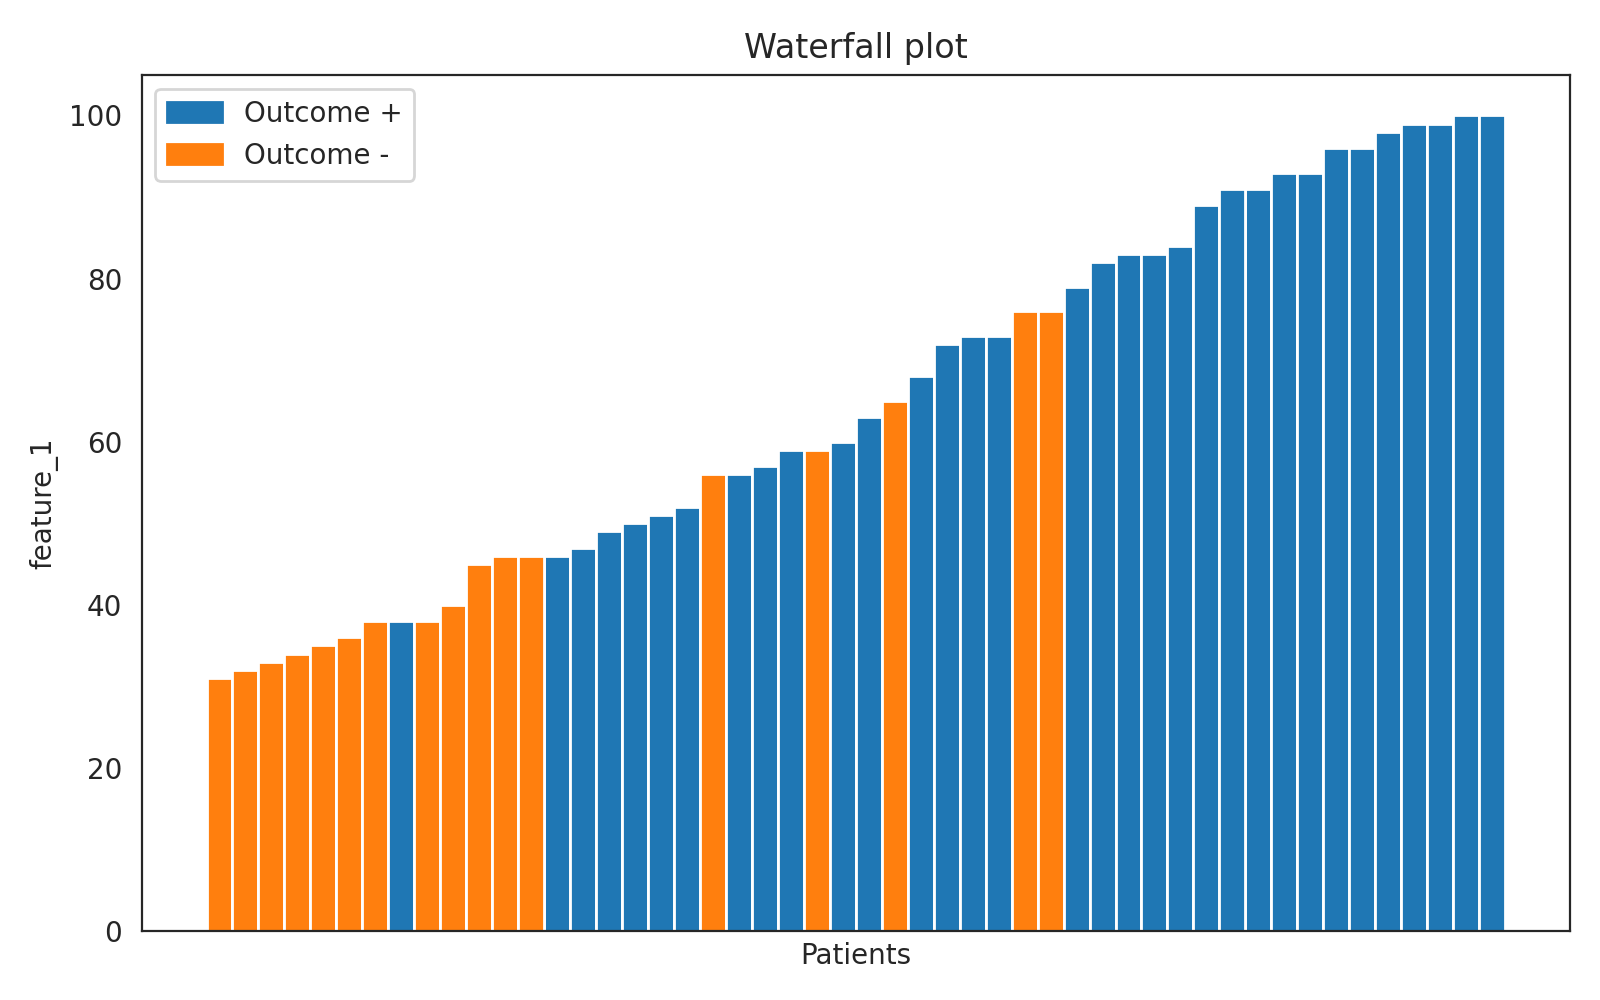 Waterfall plot
Outcome +
Outcome -
100
80
60
40
20
0
feature_1
Patients